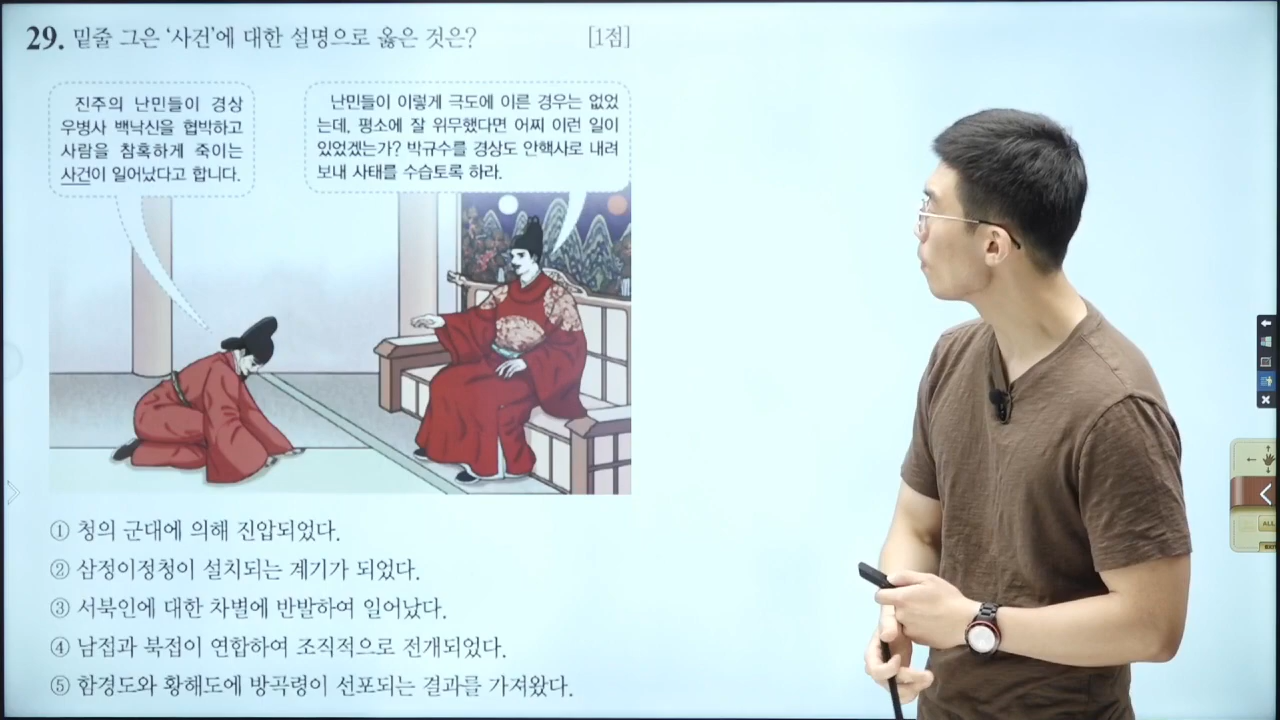 29. 밑줄 그은 '사건'에 대한 설명으로 옳은 것은? [1점]
진주의 난민들이 경상
우병사 백낙신을 협박하고
사람을 참혹하게 죽이는
사건이 일어났다고 합니다.
난민들이 이렇게 극도에 이른 경우는 없었
는데, 평소에 잘 위무했다면 어찌 이런 일이
있었겠는가? 박규수를 경상도 안핵사로 내려
보내 사태를 수습토록 하라.
① 청의 군대에 의해 진압되었다.
② 삼정이정청이 설치되는 계기가 되었다.
③ 서북인에 대한 차별에 반발하여 일어났다.
④ 남접과 북접이 연합하여 조직적으로 전개되었다.
⑤ 함경도와 황해도에 방곡령이 선포되는 결과를 가져왔다.
ALL